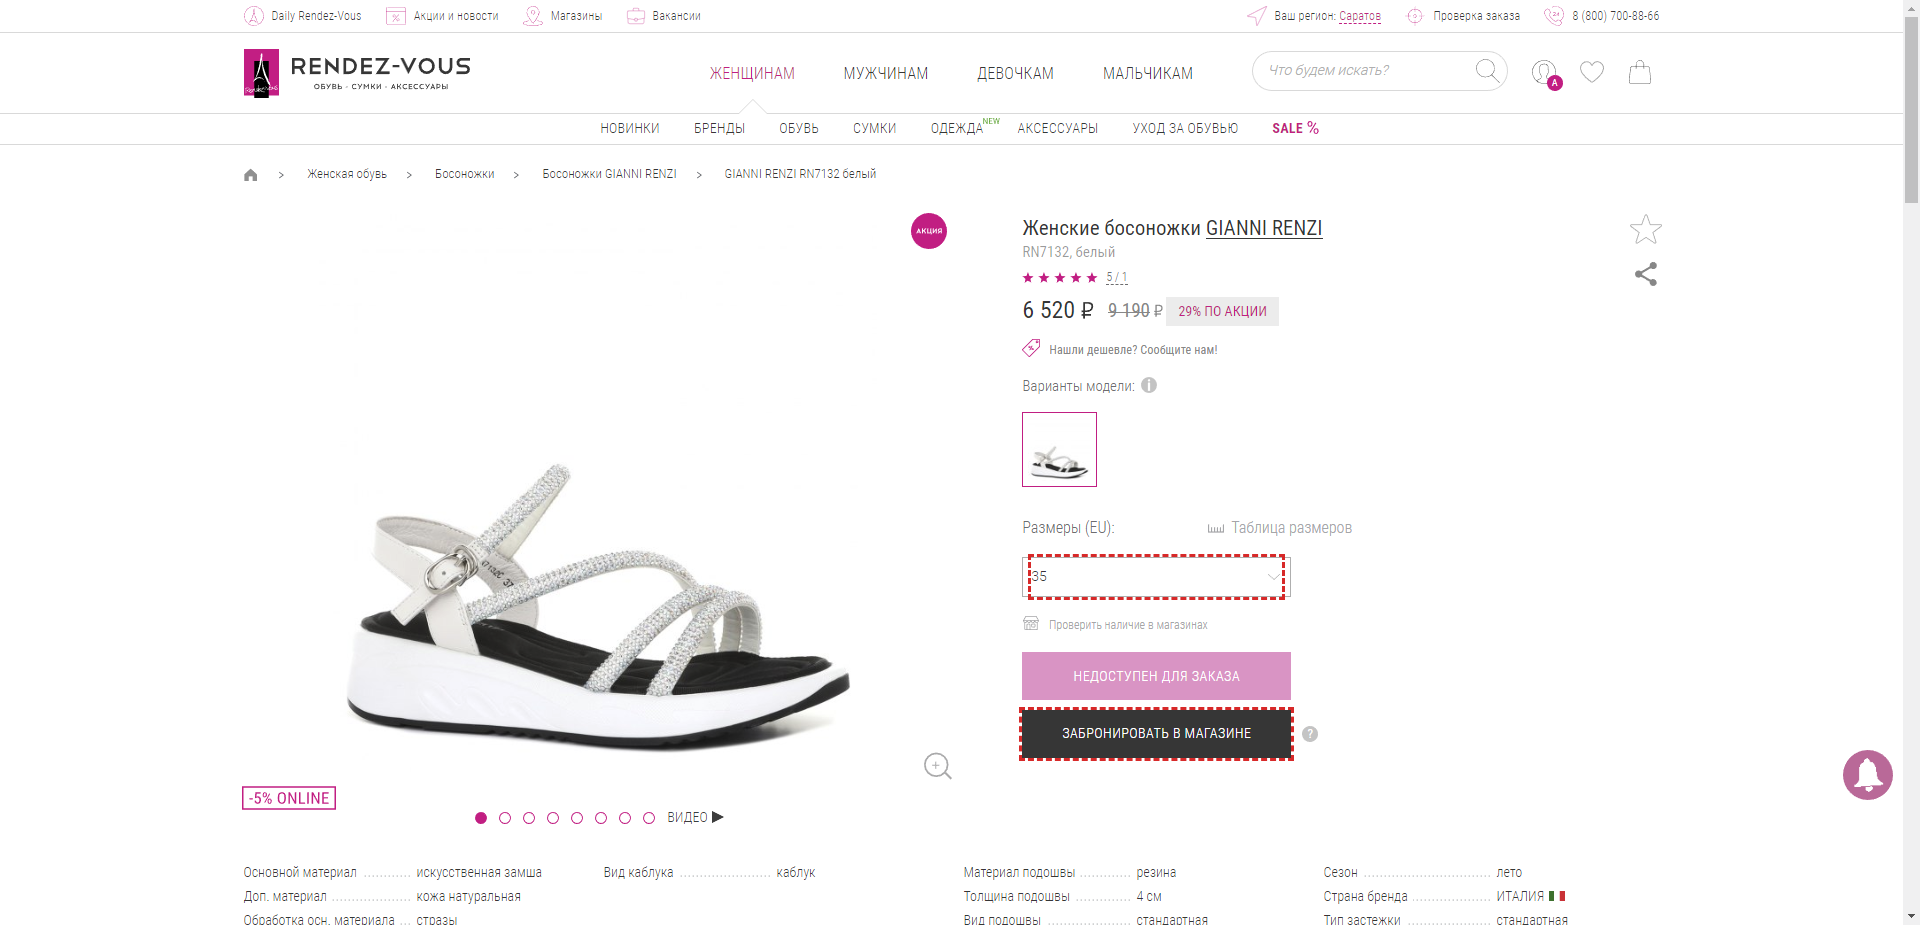 Daily Rendez-Vous
Акции и новости
Магазины
Вакансии
Ваш регион: Саратов
Проверка заказа
8 (800) 700-88-66
RENDEZ-VOUS
ОБУВЬ · СУМКИ · АКСЕССУАРЫ
ЖЕНЩИНАМ
МУЖЧИНАМ
ДЕВОЧКАМ
МАЛЬЧИКАМ
Что будем искать?
A
НОВИНКИ
БРЕНДЫ
ОБУВЬ
СУМКИ
ОДЕЖДА NEW
АКСЕССУАРЫ
УХОД ЗА ОБУВЬЮ
SALE %
Женская обувь > Босоножки > Босоножки GIANNI RENZI > GIANNI RENZI RN7132 белый
АКЦИЯ
Женские босоножки GIANNI RENZI
RN7132, белый
5 / 1
6 520 ₽ 9 190 ₽ 29% ПО АКЦИИ
Нашли дешевле? Сообщите нам!
Варианты модели:
Размеры (EU):
Таблица размеров
35
Проверить наличие в магазинах
НЕДОСТУПЕН ДЛЯ ЗАКАЗА
ЗАБРОНИРОВАТЬ В МАГАЗИНЕ
?
-5% ONLINE
ВИДЕО
Основной материал ............ искусственная замша
Доп. материал .................... кожа натуральная
Обработка осн. материала ... стразы
Вид каблука ....................... каблук
Материал подошвы ............. резина
Толщина подошвы .............. 4 см
Вид подошвы ..................... стандартная
Сезон ................................ лето
Страна бренда .................... ИТАЛИЯ
Тип застежки ..................... стандартная